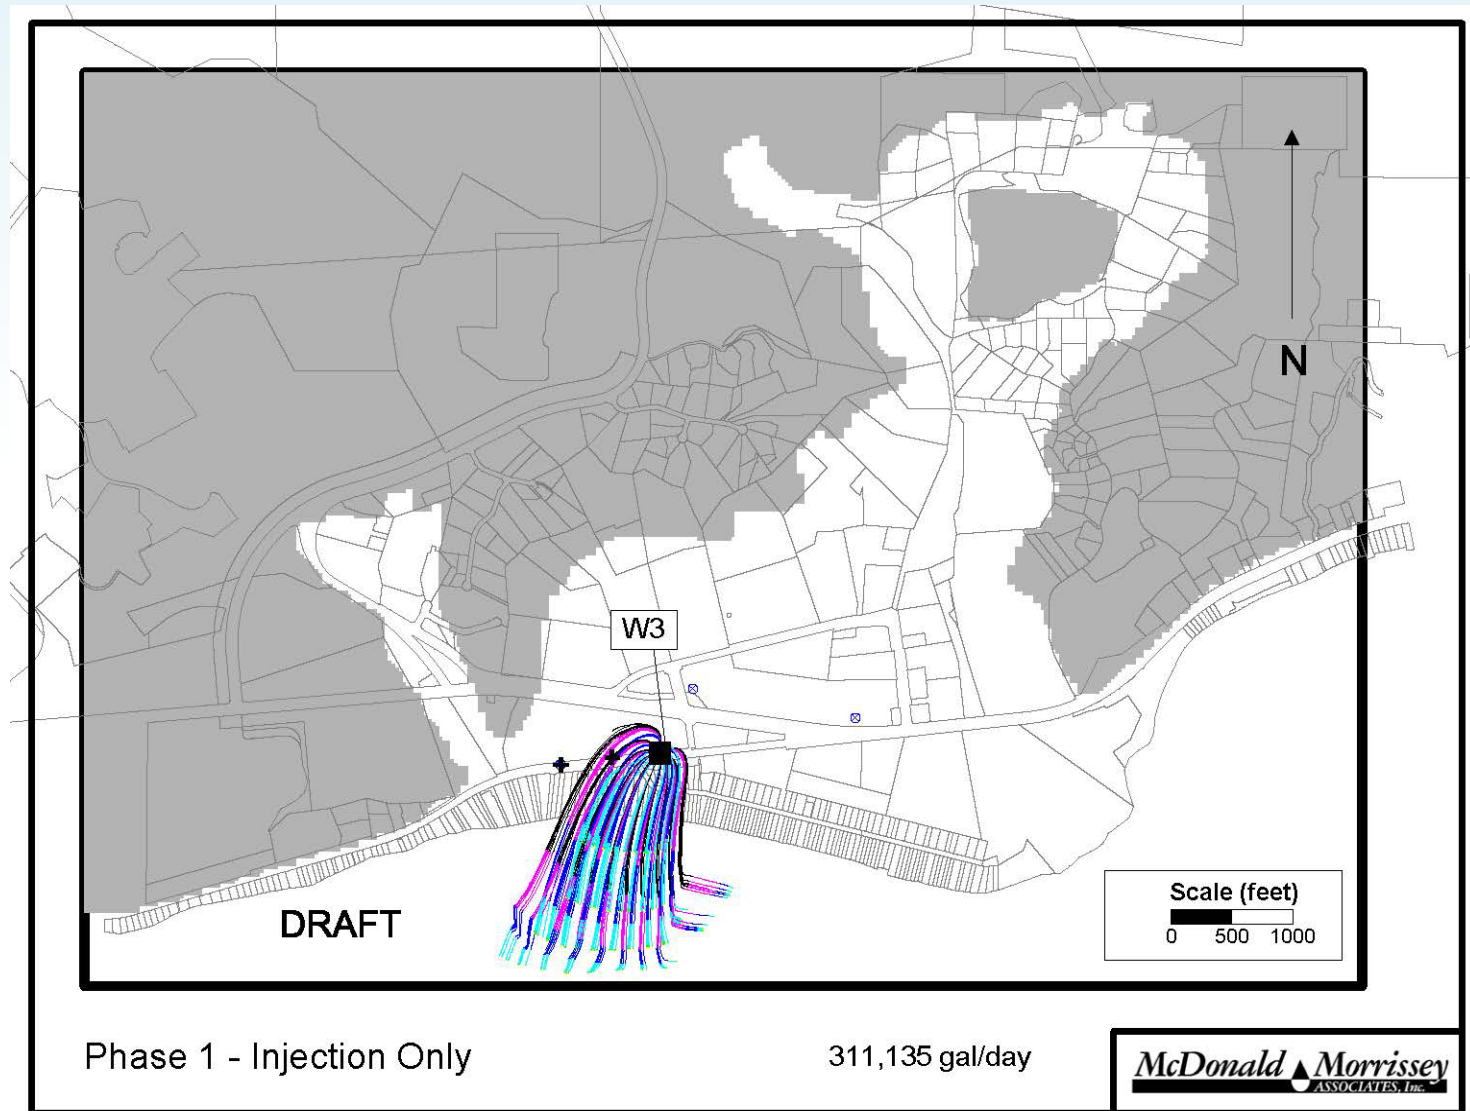 N
W3
DRAFT
Scale (feet)
0 500 1000
Phase 1 - Injection Only
311,135 gal/day
McDonald Morrissey
ASSOCIATES, Inc.